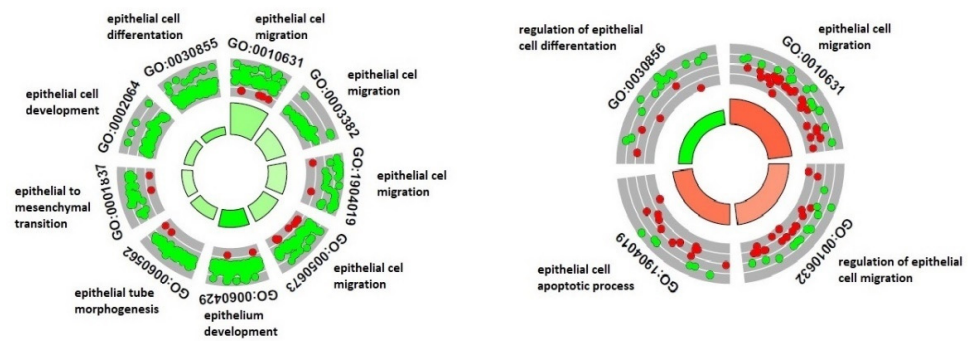 epithelial cell
differentation
epithelial cel
migration
GO:0030855
GO:0010631
epithelial cell
development
GO:0002064
GO:0003382
epithelial cel
migration
GO:0001837
epithelial to
mesenchymal
transition
GO:1904019
epithelial cel
migration
GO:0060562
epithelial tube
morphogenesis
GO:0060429
epithelium
development
GO:0050673
epithelial cel
migration
regulation of epithelial
cell differentation
epithelial cell
migration
GO:0030856
GO:0010631
GO:1904019
epithelial cell
apoptotic process
GO:0010632
regulation of epithelial
cell migration